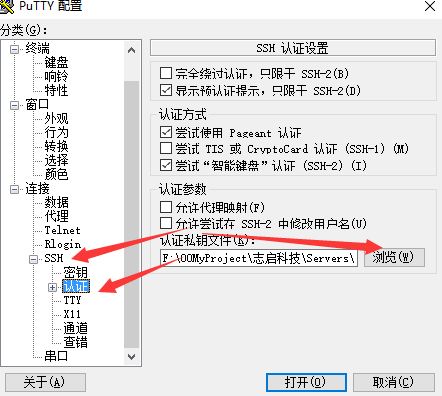 PuTTY 配置
分类(G):
终端
键盘
响铃
特性
窗口
外观
行为
转换
选择
颜色
连接
数据
代理
Telnet
Rlogin
SSH
密钥
认证
TTY
X11
通道
查错
串口
SSH 认证设置
完全绕过认证，只限于 SSH-2(B)
显示预认证提示，只限于 SSH-2(D)
认证方式
尝试使用 Pageant 认证
尝试 TIS 或 CryptoCard 认证 (SSH-1) (M)
尝试“智能键盘”认证 (SSH-2) (I)
认证参数
允许代理映射(F)
允许尝试在 SSH-2 中修改用户名(U)
认证私钥文件(K):
F:\OOMyProject\志启科技\Servers\
浏览(W)
关于(A)
打开(O)
取消(C)